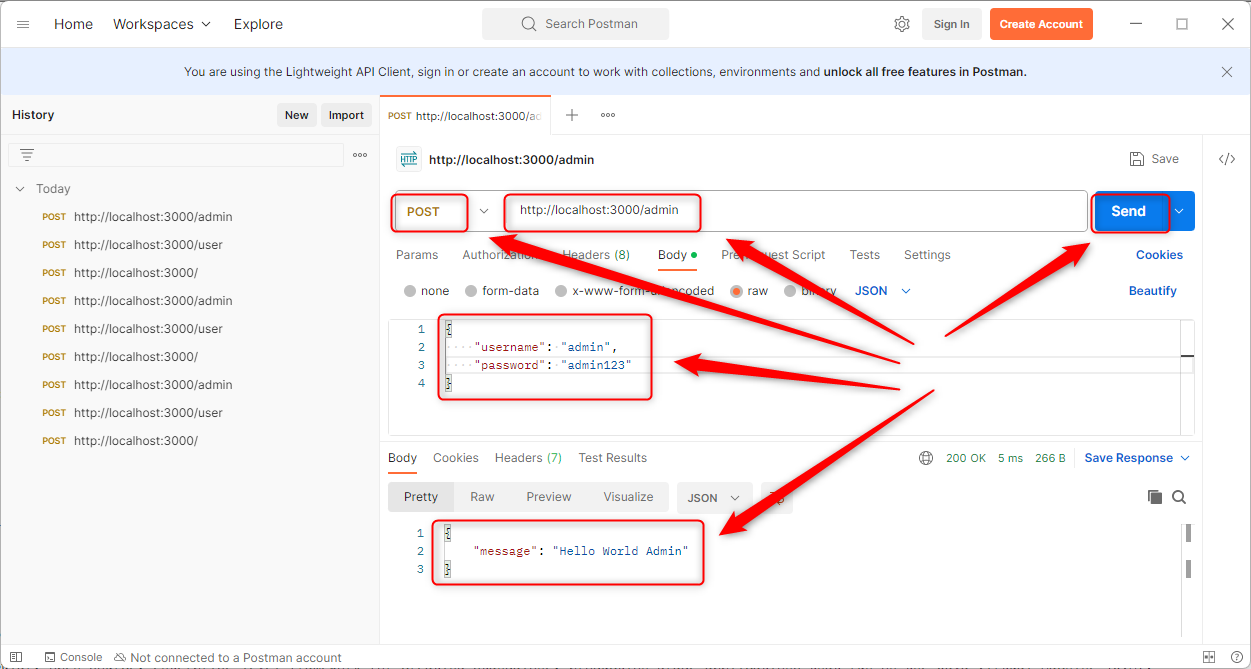 Home Workspaces Explore Search Postman Sign In Create Account
You are using the Lightweight API Client, sign in or create an account to work with collections, environments and unlock all free features in Postman.
History New Import
POST http://localhost:3000/ad
HTTP http://localhost:3000/admin Save </>
Today
POST http://localhost:3000/admin
POST http://localhost:3000/user
POST http://localhost:3000/
POST http://localhost:3000/admin
POST http://localhost:3000/user
POST http://localhost:3000/
POST http://localhost:3000/admin
POST http://localhost:3000/user
POST http://localhost:3000/
POST http://localhost:3000/admin Send
Params Authorization Headers (8) Body Pre-request Script Tests Settings Cookies
none form-data x-www-form-urlencoded raw binary JSON Beautify
1 {
2 "username": "admin",
3 "password": "admin123"
4 }
Body Cookies Headers (7) Test Results 200 OK 5 ms 266 B Save Response
Pretty Raw Preview Visualize JSON
1 {
2 "message": "Hello World Admin"
3 }
Console Not connected to a Postman account